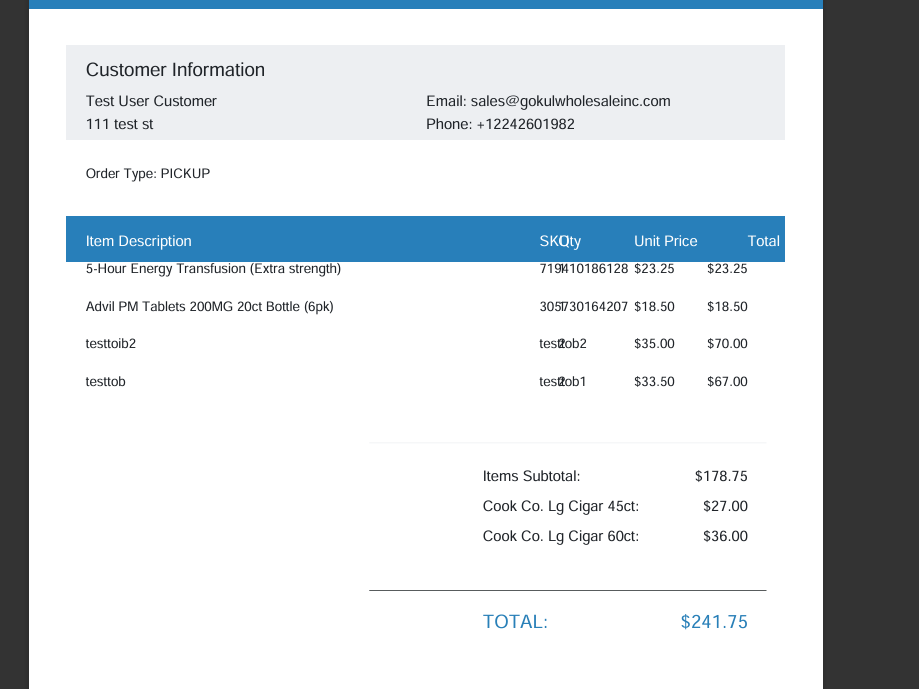 Customer Information
Test User Customer Email: sales@gokulwholesaleinc.com
111 test st Phone: +12242601982
Order Type: PICKUP
Item Description SKU Qty Unit Price Total
5-Hour Energy Transfusion (Extra strength) 719410186128 1 $23.25 $23.25
Advil PM Tablets 200MG 20ct Bottle (6pk) 305730164207 1 $18.50 $18.50
testtoib2 testtob2 2 $35.00 $70.00
testtob testtob1 2 $33.50 $67.00
Items Subtotal: $178.75
Cook Co. Lg Cigar 45ct: $27.00
Cook Co. Lg Cigar 60ct: $36.00
TOTAL: $241.75